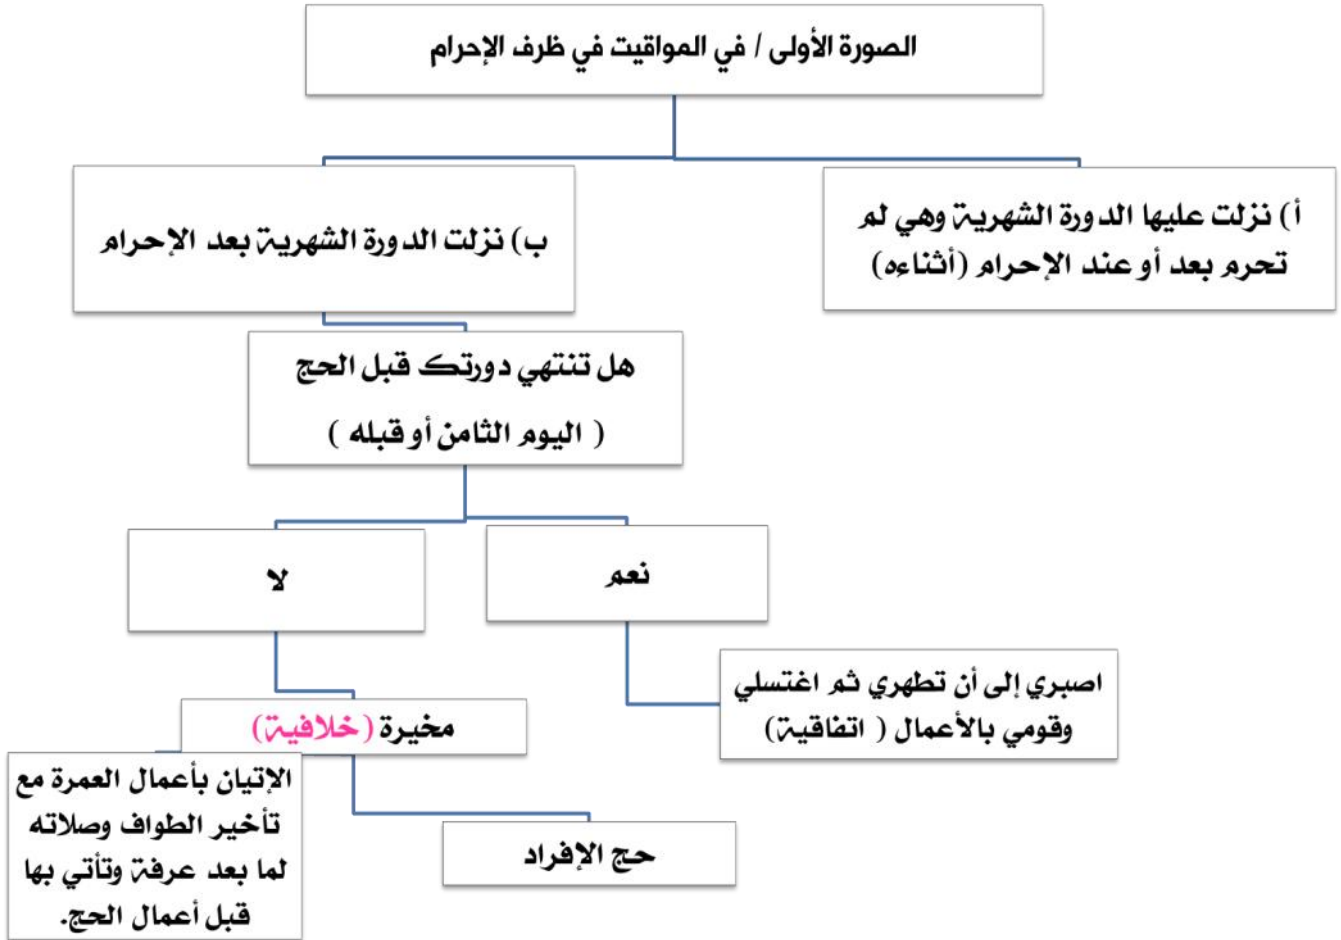 الصورة الأولى / في المواقيت في ظرف الإحرام
أ) نزلت عليها الدورة الشهرية وهي لم
تحرم بعد أو عند الإحرام (أثناءه)
ب) نزلت الدورة الشهرية بعد الإحرام
هل تنتهي دورتك قبل الحج
( اليوم الثامن أو قبله )
نعم
لا
اصبري إلى أن تطهري ثم اغتسلي
وقومي بالأعمال ( اتفاقية)
مخيرة (خلافية)
حج الإفراد
الإتيان بأعمال العمرة مع
تأخير الطواف وصلاته
لما بعد عرفة وتأتي بها
قبل أعمال الحج.